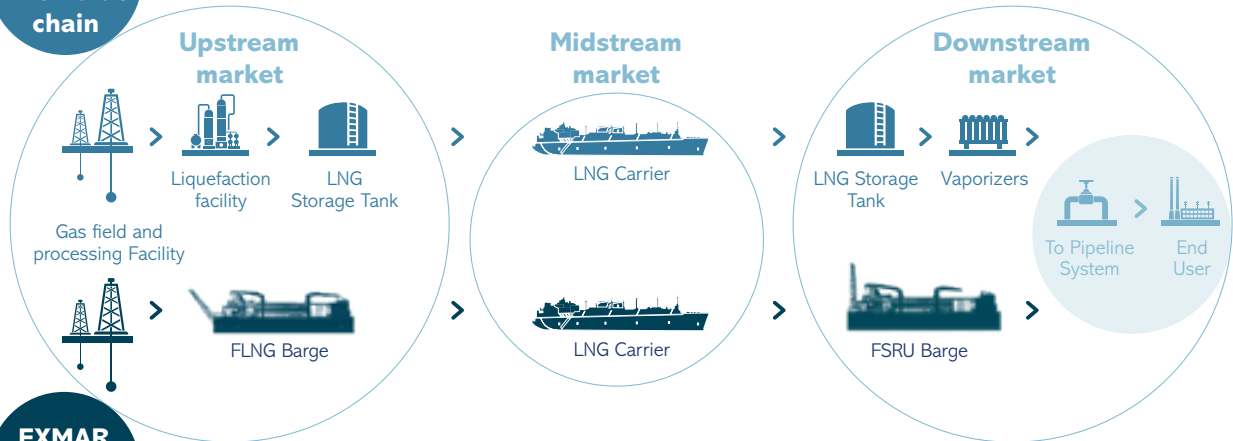 chain
Upstream
market
Midstream
market
Downstream
market
Liquefaction
facility
LNG
Storage Tank
LNG Carrier
LNG Storage
Tank
Vaporizers
To Pipeline
System
End
User
Gas field and
processing Facility
FLNG Barge
LNG Carrier
FSRU Barge
EXMAR